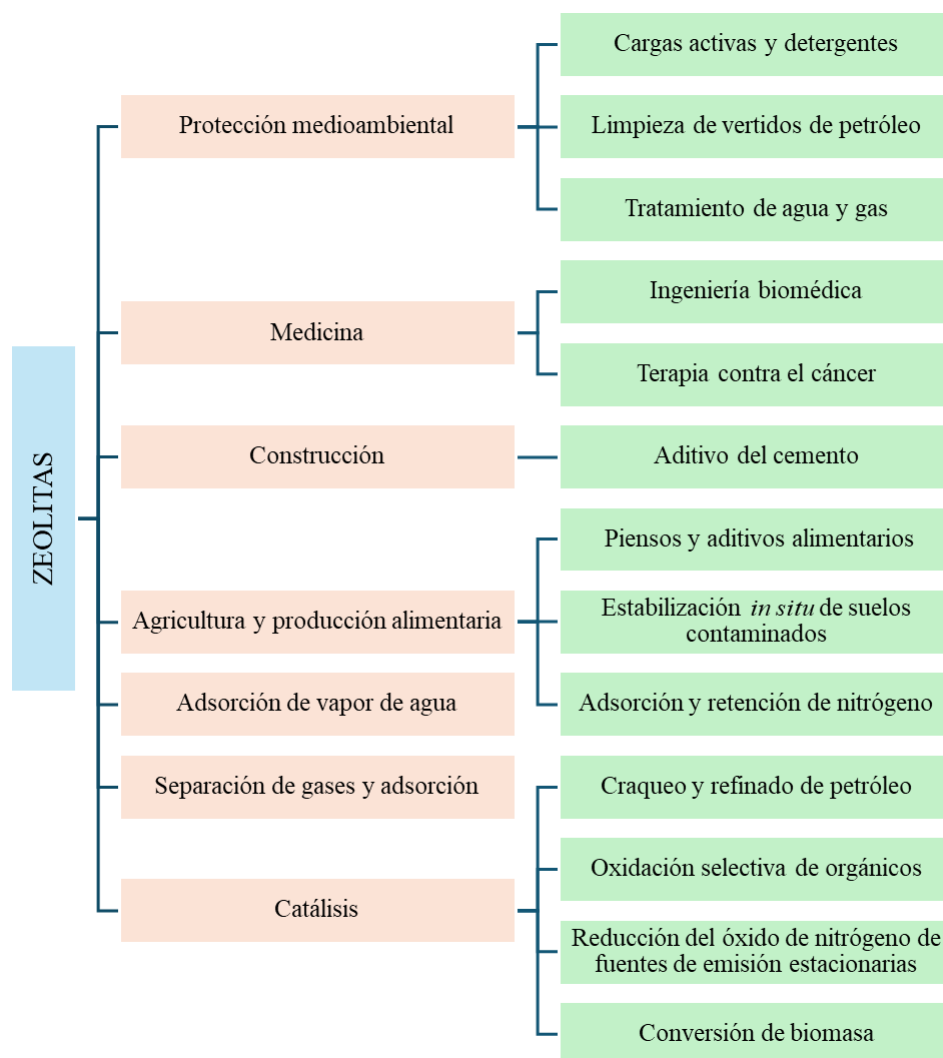 ZEOLITAS
Protección medioambiental
Cargas activas y detergentes
Limpieza de vertidos de petróleo
Tratamiento de agua y gas
Medicina
Ingeniería biomédica
Terapia contra el cáncer
Construcción
Aditivo del cemento
Agricultura y producción alimentaria
Piensos y aditivos alimentarios
Estabilización in situ de suelos
contaminados
Adsorción y retención de nitrógeno
Adsorción de vapor de agua
Separación de gases y adsorción
Catálisis
Craqueo y refinado de petróleo
Oxidación selectiva de orgánicos
Reducción del óxido de nitrógeno de
fuentes de emisión estacionarias
Conversión de biomasa